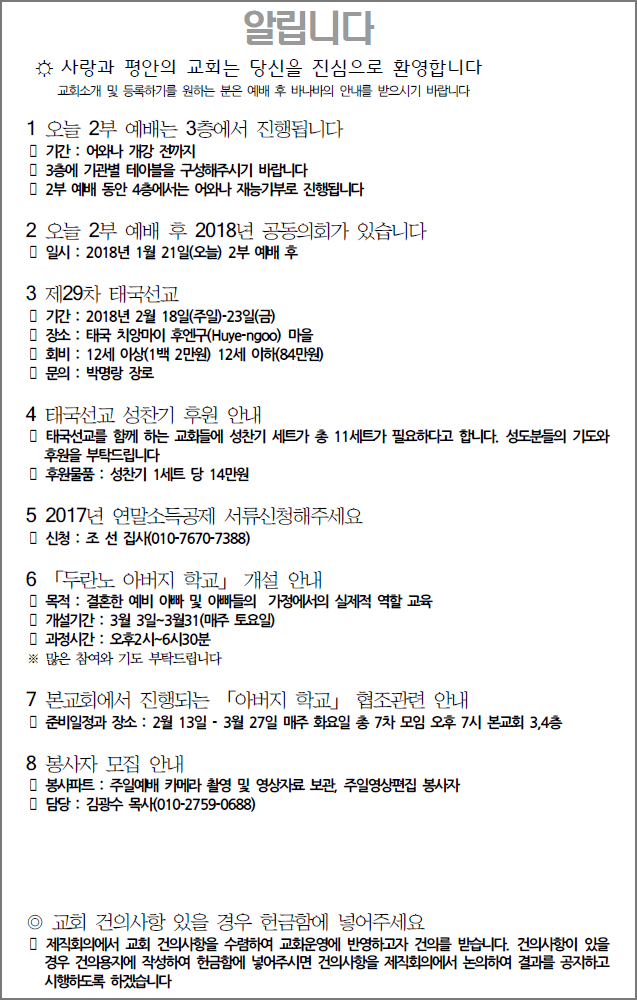 알립니다
☼ 사랑과 평안의 교회는 당신을 진심으로 환영합니다
교회소개 및 등록하기를 원하는 분은 예배 후 바나바의 안내를 받으시기 바랍니다
1 오늘 2부 예배는 3층에서 진행됩니다
▯ 기간 : 어와나 개강 전까지
▯ 3층에 기관별 테이블을 구성해주시기 바랍니다
▯ 2부 예배 동안 4층에서는 어와나 재능기부로 진행됩니다
2 오늘 2부 예배 후 2018년 공동의회가 있습니다
▯ 일시 : 2018년 1월 21일(오늘) 2부 예배 후
3 제29차 태국선교
▯ 기간 : 2018년 2월 18일(주일)-23일(금)
▯ 장소 : 태국 치앙마이 후엔구(Huye-ngoo) 마을
▯ 회비 : 12세 이상(1백 2만원) 12세 이하(84만원)
▯ 문의 : 박명랑 장로
4 태국선교 성찬기 후원 안내
▯ 태국선교를 함께 하는 교회들에 성찬기 세트가 총 11세트가 필요하다고 합니다. 성도분들의 기도와
후원을 부탁드립니다
▯ 후원물품 : 성찬기 1세트 당 14만원
5 2017년 연말소득공제 서류신청해주세요
▯ 신청 : 조 선 집사(010-7670-7388)
6 「두란노 아버지 학교」 개설 안내
▯ 목적 : 결혼한 예비 아빠 및 아빠들의 가정에서의 실제적 역할 교육
▯ 개설기간 : 3월 3일~3월31(매주 토요일)
▯ 과정시간 : 오후2시~6시30분
※ 많은 참여와 기도 부탁드립니다
7 본교회에서 진행되는 「아버지 학교」 협조관련 안내
▯ 준비일정과 장소 : 2월 13일 - 3월 27일 매주 화요일 총 7차 모임 오후 7시 본교회 3,4층
8 봉사자 모집 안내
▯ 봉사파트 : 주일예배 카메라 촬영 및 영상자료 보관, 주일영상편집 봉사자
▯ 담당 : 김광수 목사(010-2759-0688)
◎ 교회 건의사항 있을 경우 헌금함에 넣어주세요
▯ 제직회의에서 교회 건의사항을 수렴하여 교회운영에 반영하고자 건의를 받습니다. 건의사항이 있을
경우 건의용지에 작성하여 헌금함에 넣어주시면 건의사항을 제직회의에서 논의하여 결과를 공지하고
시행하도록 하겠습니다